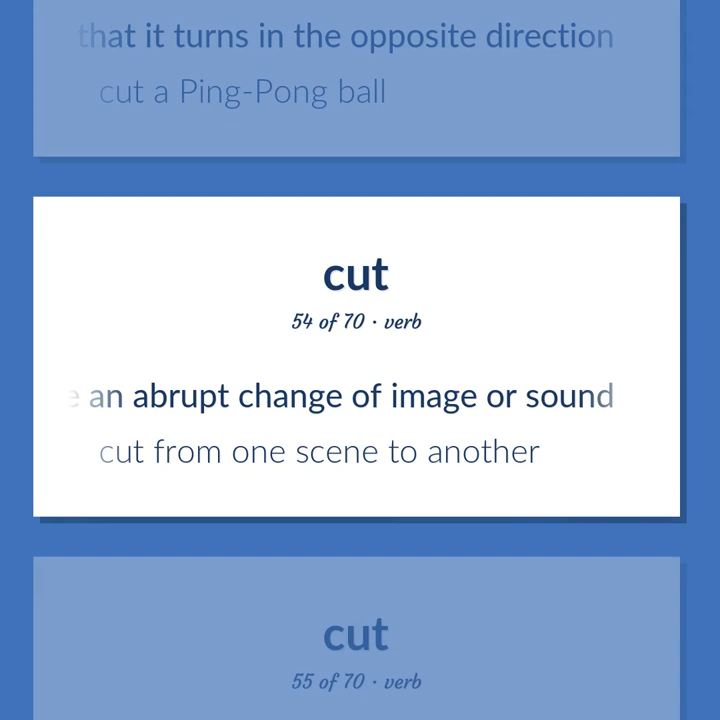 that it turns in the opposite direction
cut a Ping-Pong ball
cut
54 of 70 · verb
an abrupt change of image or sound
cut from one scene to another
cut
55 of 70 · verb